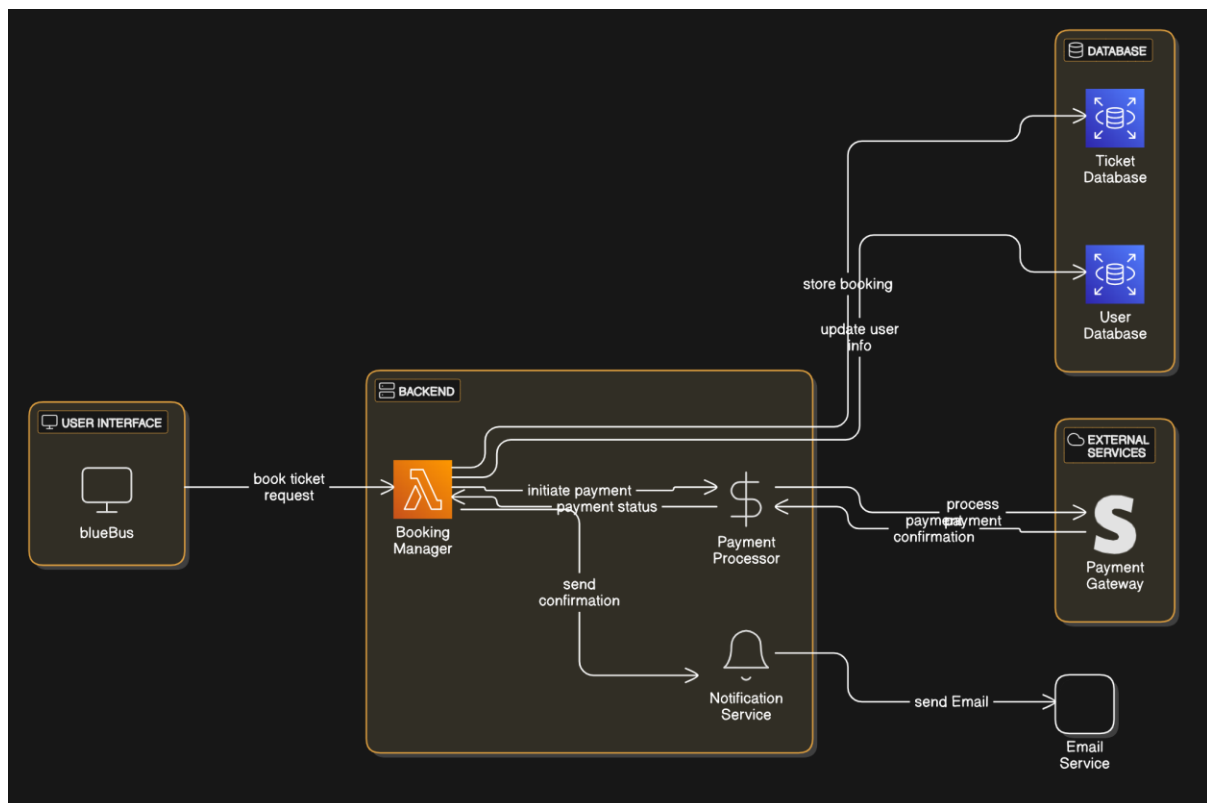 DATABASE
Ticket
Database
User
Database
store booking
update user
info
BACKEND
USER INTERFACE
blueBus
book ticket
request
Booking
Manager
initiate payment
payment status
Payment
Processor
process
payment
payment
confirmation
EXTERNAL
SERVICES
S
Payment
Gateway
send
confirmation
Notification
Service
send Email
Email
Service